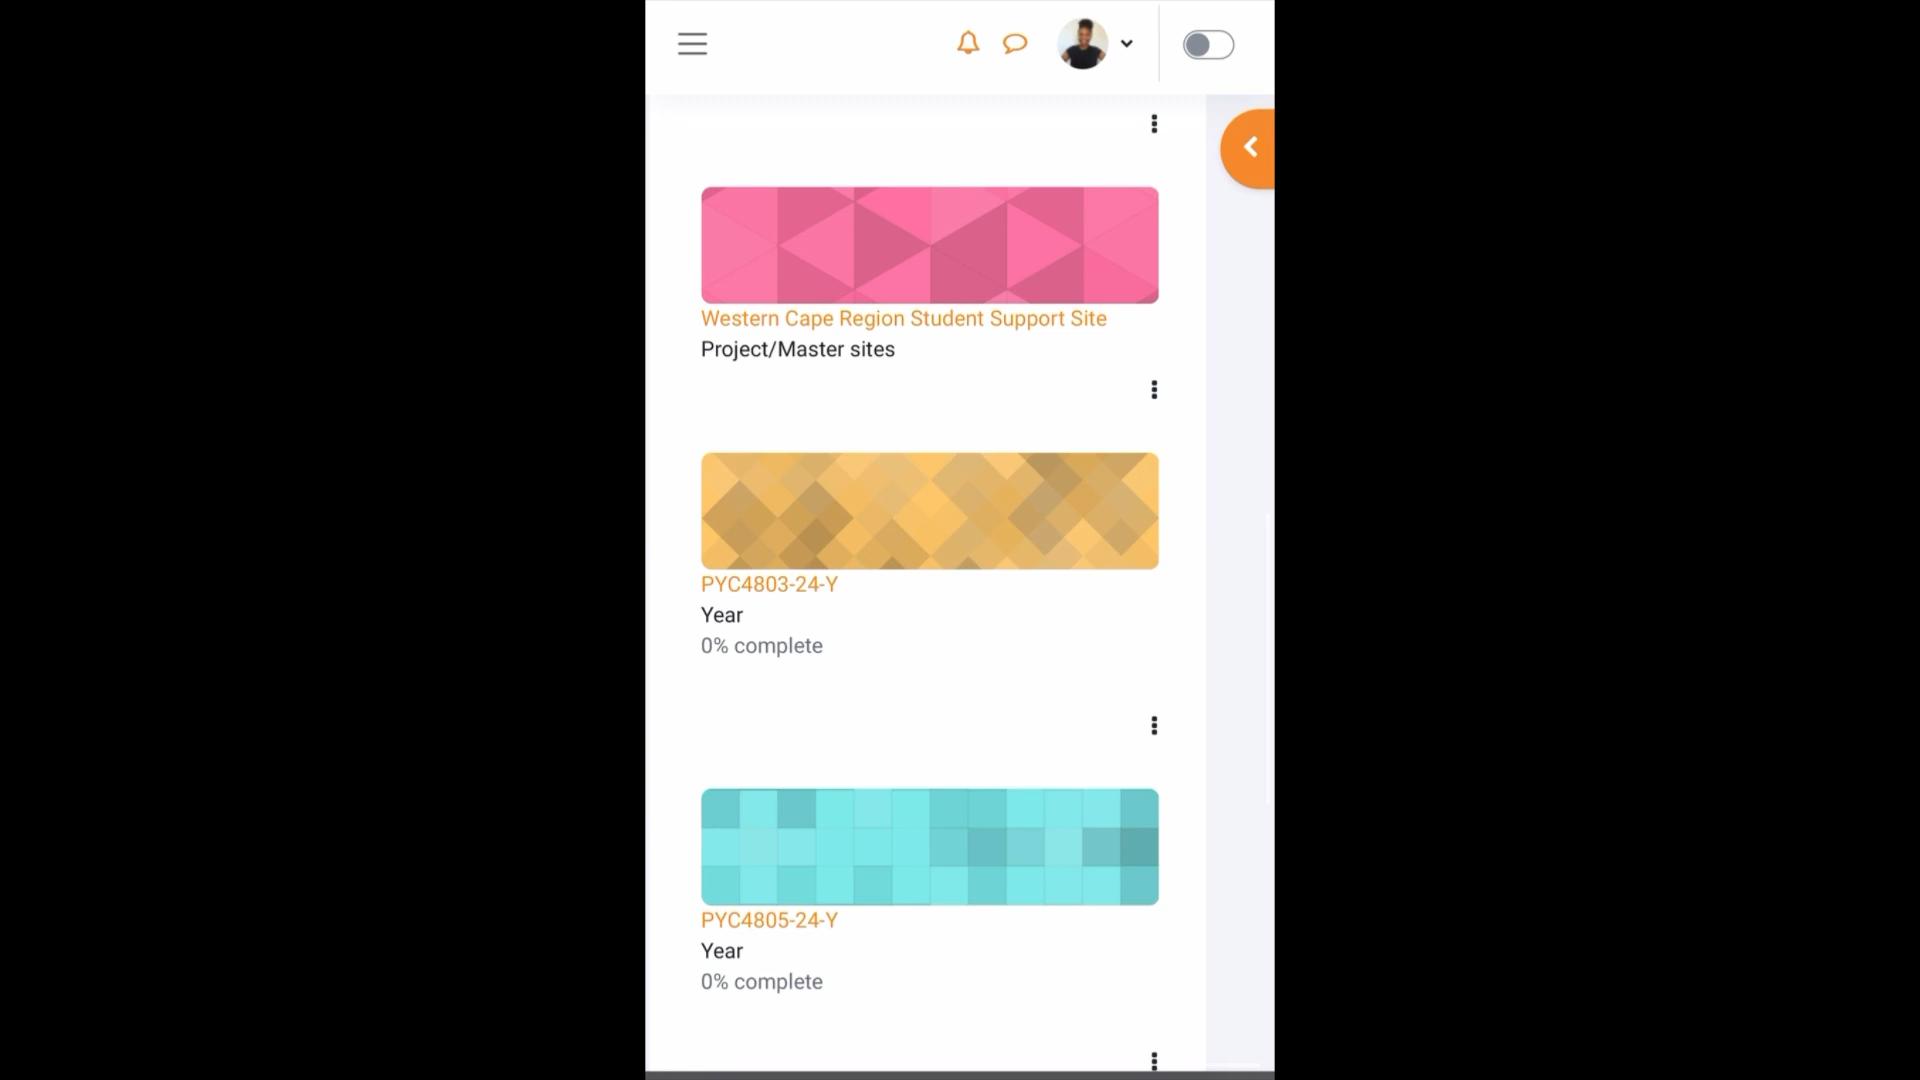 Western Cape Region Student Support Site
Project/Master sites
PYC4803-24-Y
Year
0% complete
PYC4805-24-Y
Year
0% complete